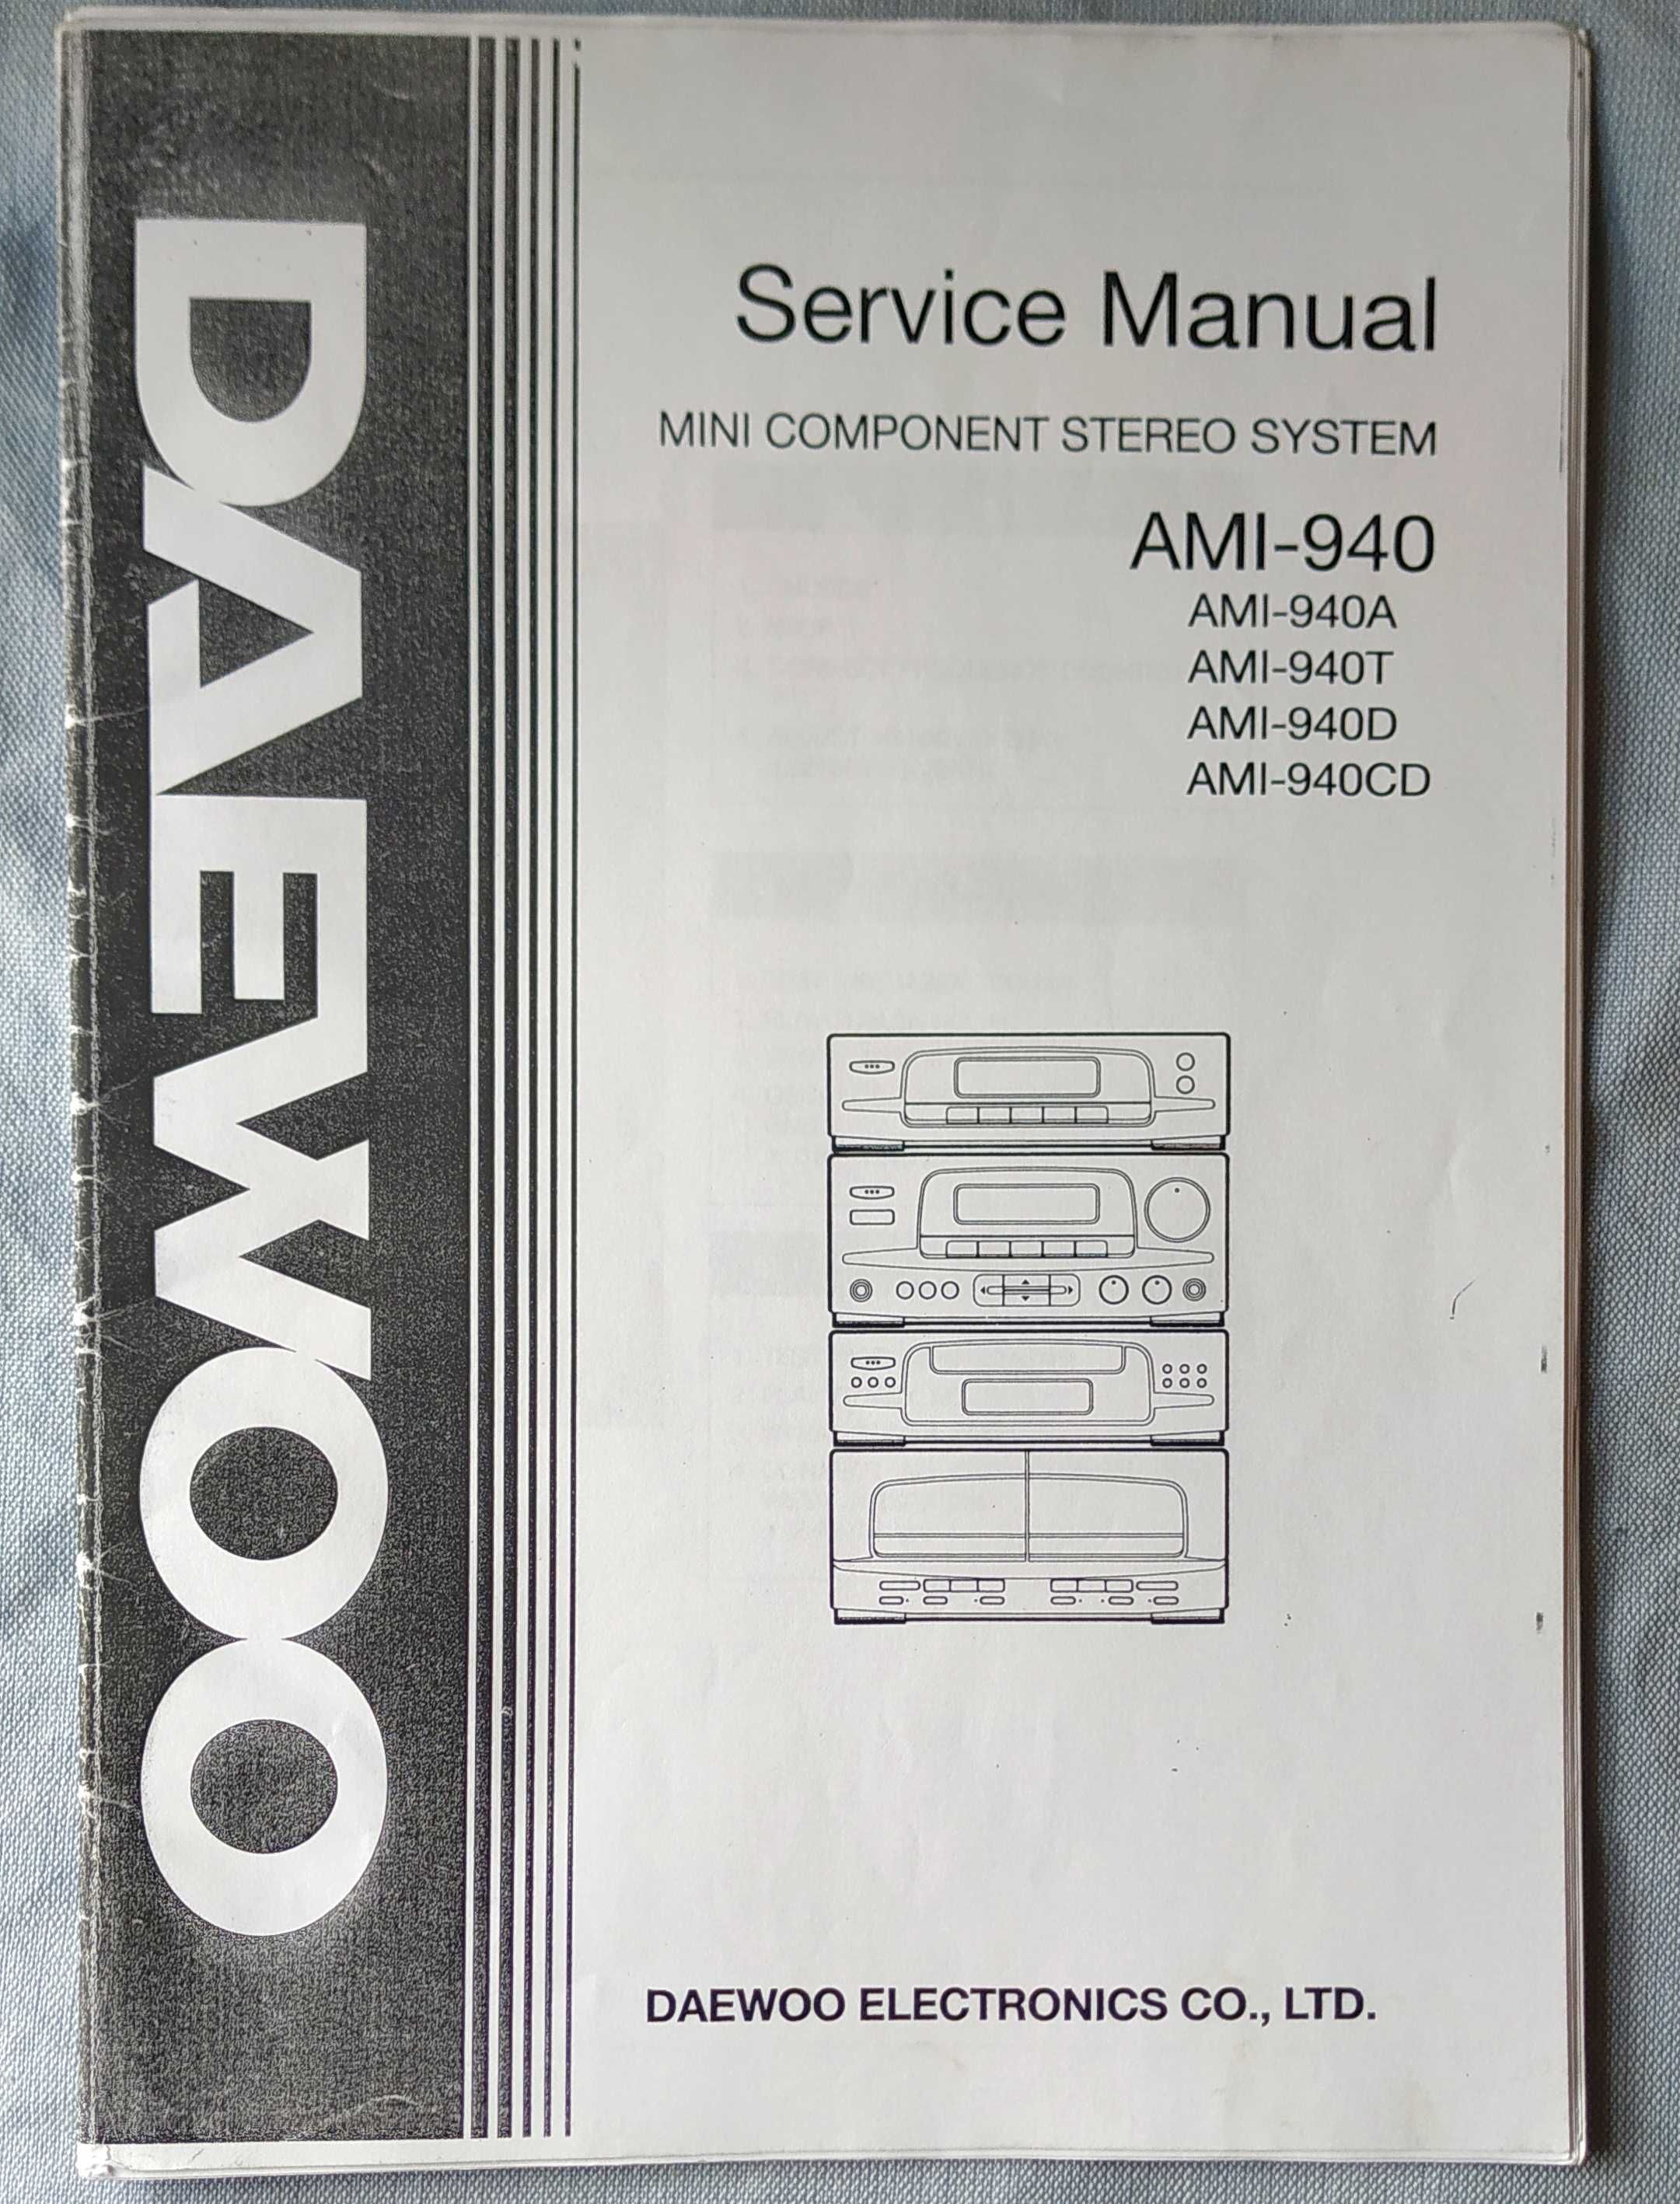 DAEWOO
Service Manual
MINI COMPONENT STEREO SYSTEM
AMI-940
AMI-940A
AMI-940T
AMI-940D
AMI-940CD
DAEWOO ELECTRONICS CO., LTD.